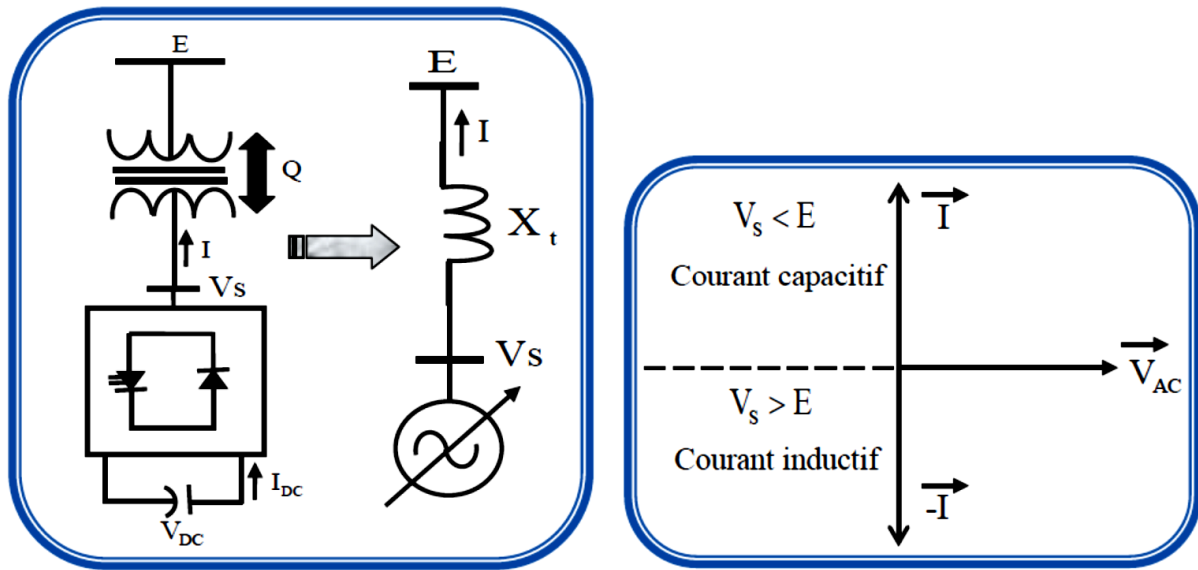 E
Q
I
Vs
I_DC
V_DC
E
I
X_t
Vs
V_s < E
Courant capacitif
V_s > E
Courant inductif
I
V_AC
-I